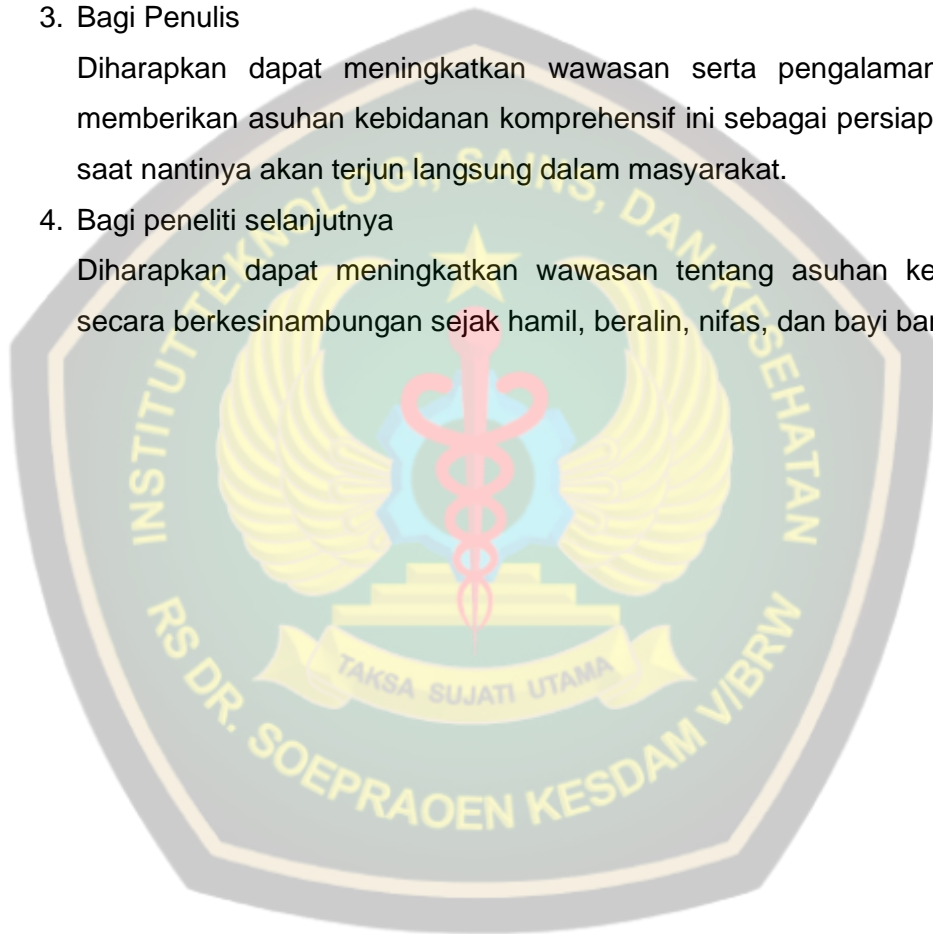 3. Bagi Penulis
Diharapkan dapat meningkatkan wawasan serta pengalaman
memberikan asuhan kebidanan komprehensif ini sebagai persiap
saat nantinya akan terjun langsung dalam masyarakat.
4. Bagi peneliti selanjutnya
Diharapkan dapat meningkatkan wawasan tentang asuhan ke
secara berkesinambungan sejak hamil, beralin, nifas, dan bayi bar
INSTITUT TEKNOLOGI, SAINS, DAN KESEHATAN
TAKSA SUJATI UTAMA
RS DR. SOEPRAOEN KESDAM V/BRW